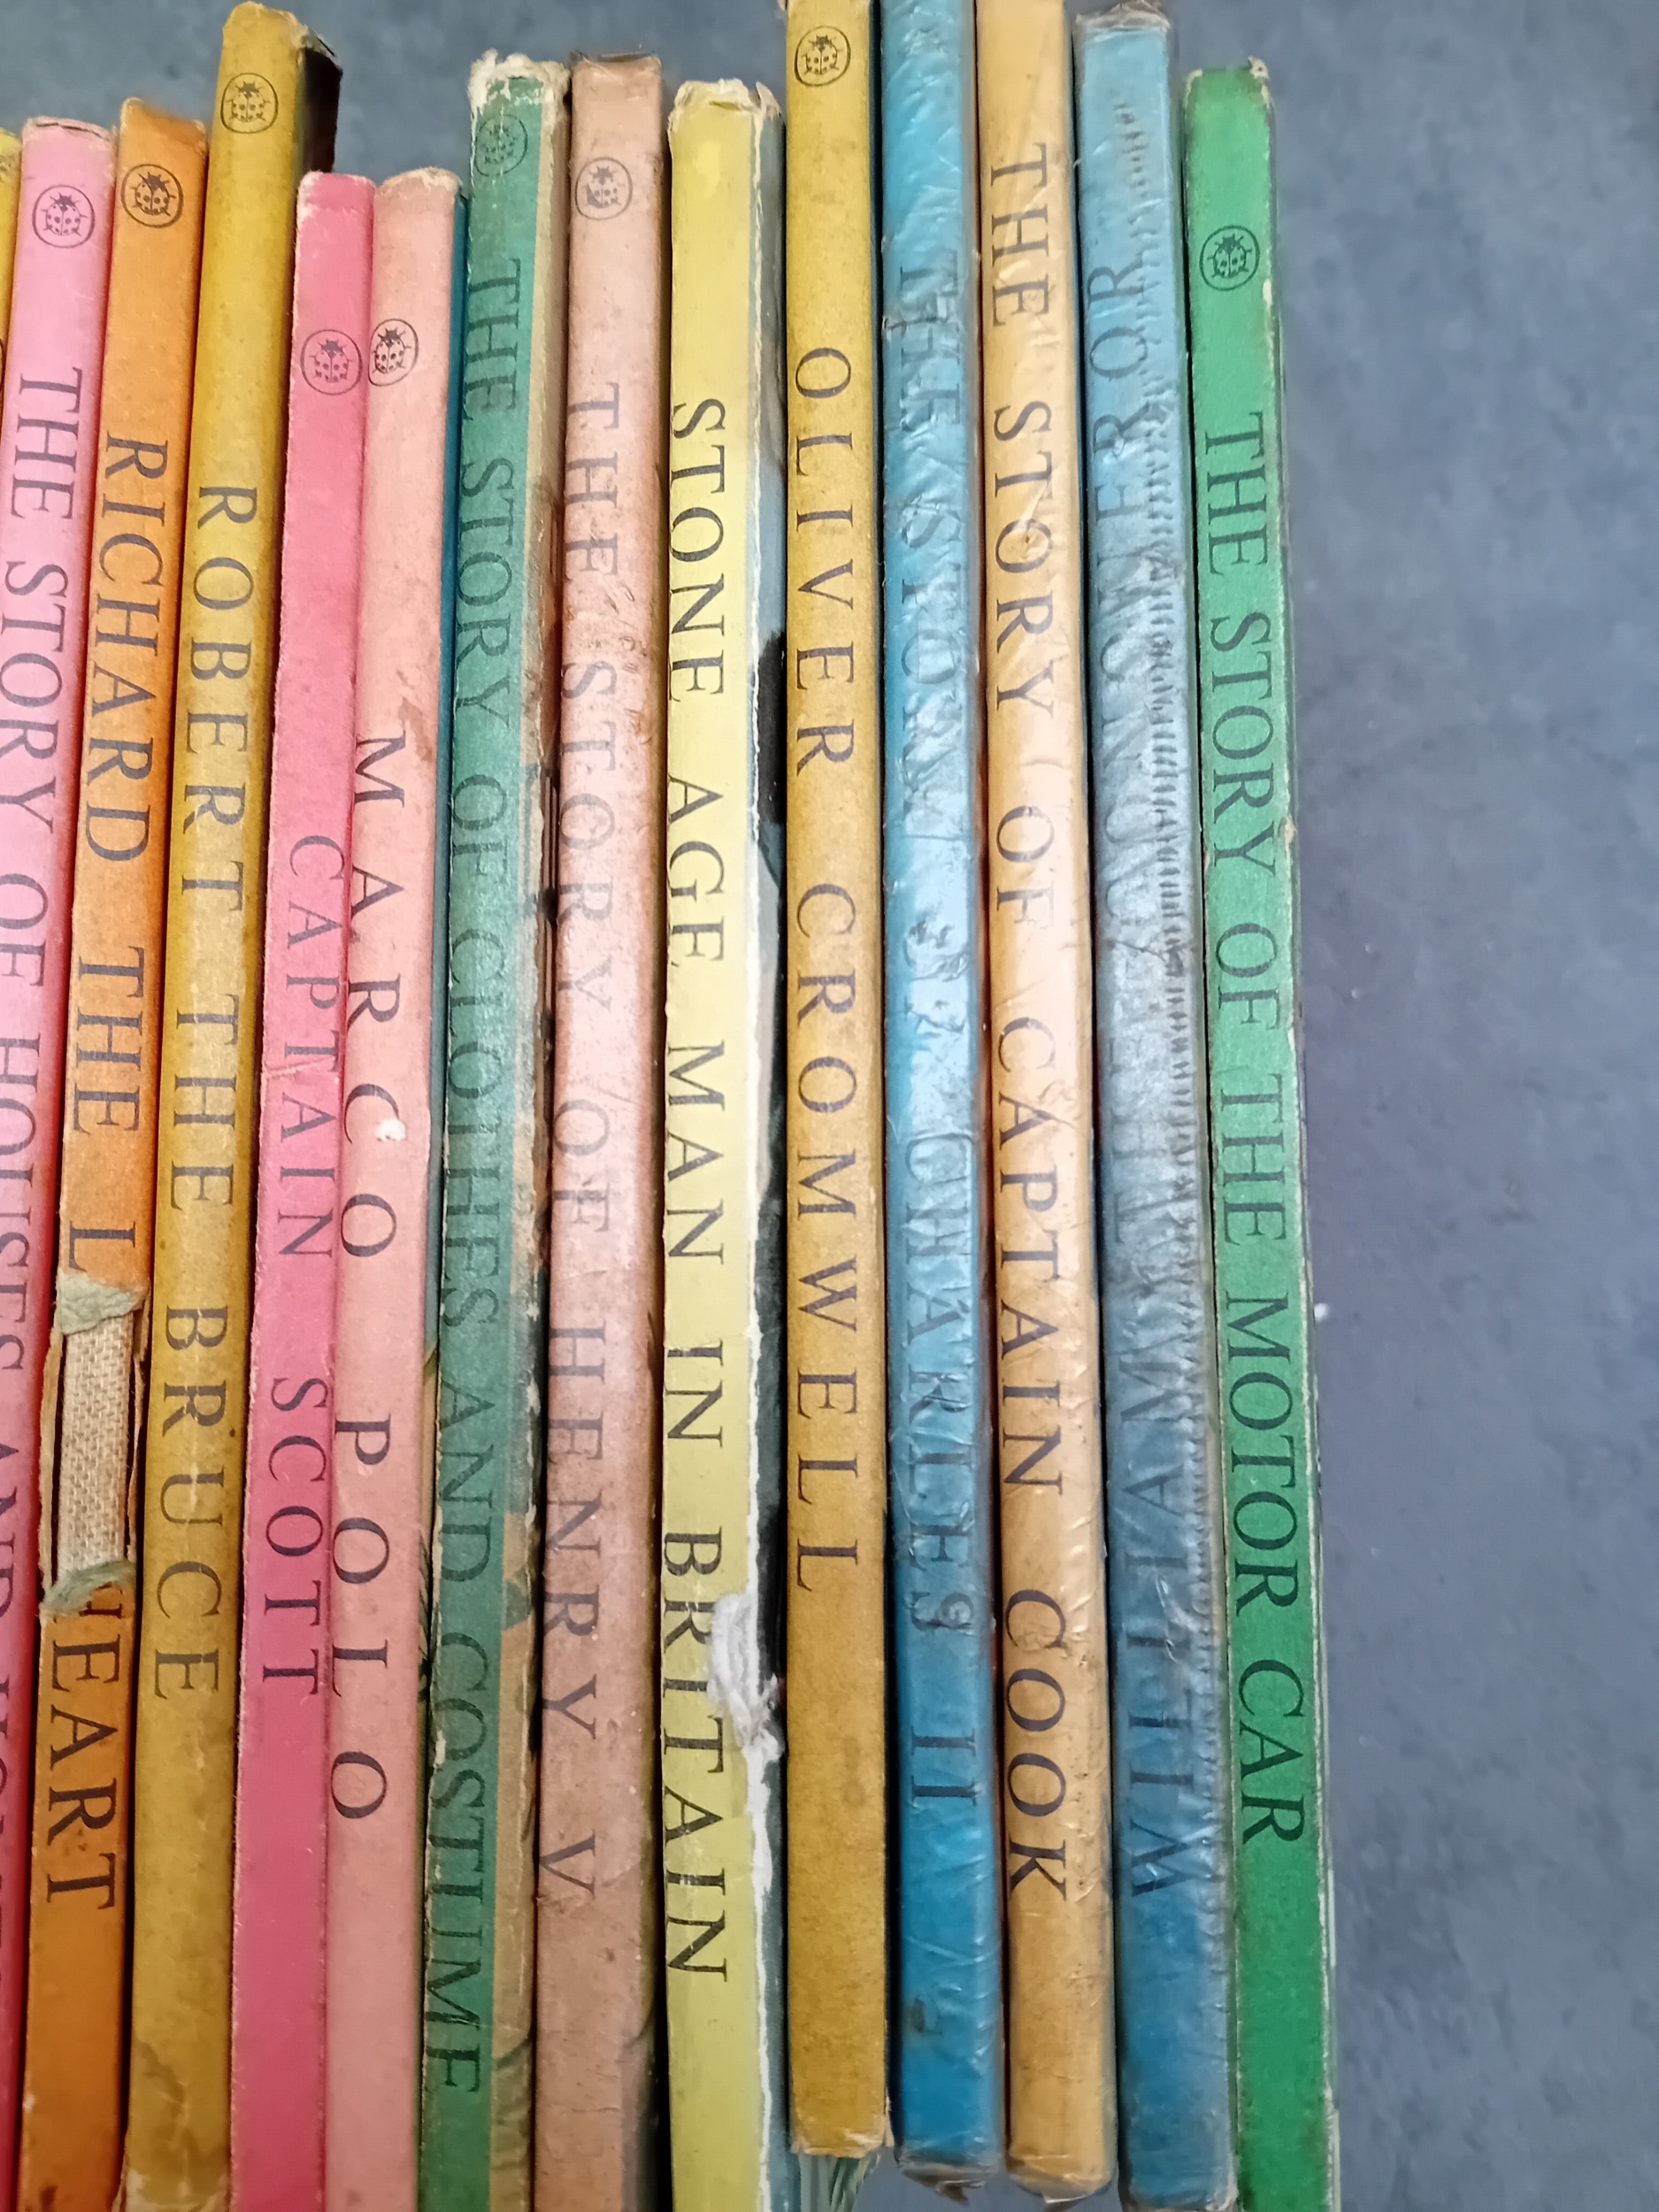 THE STORY OF HOUSES AND HOMES
RICHARD THE L HEART
ROBERT THE BRUCE
CAPTAIN SCOTT
MARCO POLO
THE STORY OF CLOTHES AND COSTUME
THE STORY OF HENRY V
STONE AGE MAN IN BRITAIN
OLIVER CROMWELL
THE STORY OF CHARLES II
THE STORY OF CAPTAIN COOK
WILLIAM THE CONQUEROR
THE STORY OF THE MOTOR CAR